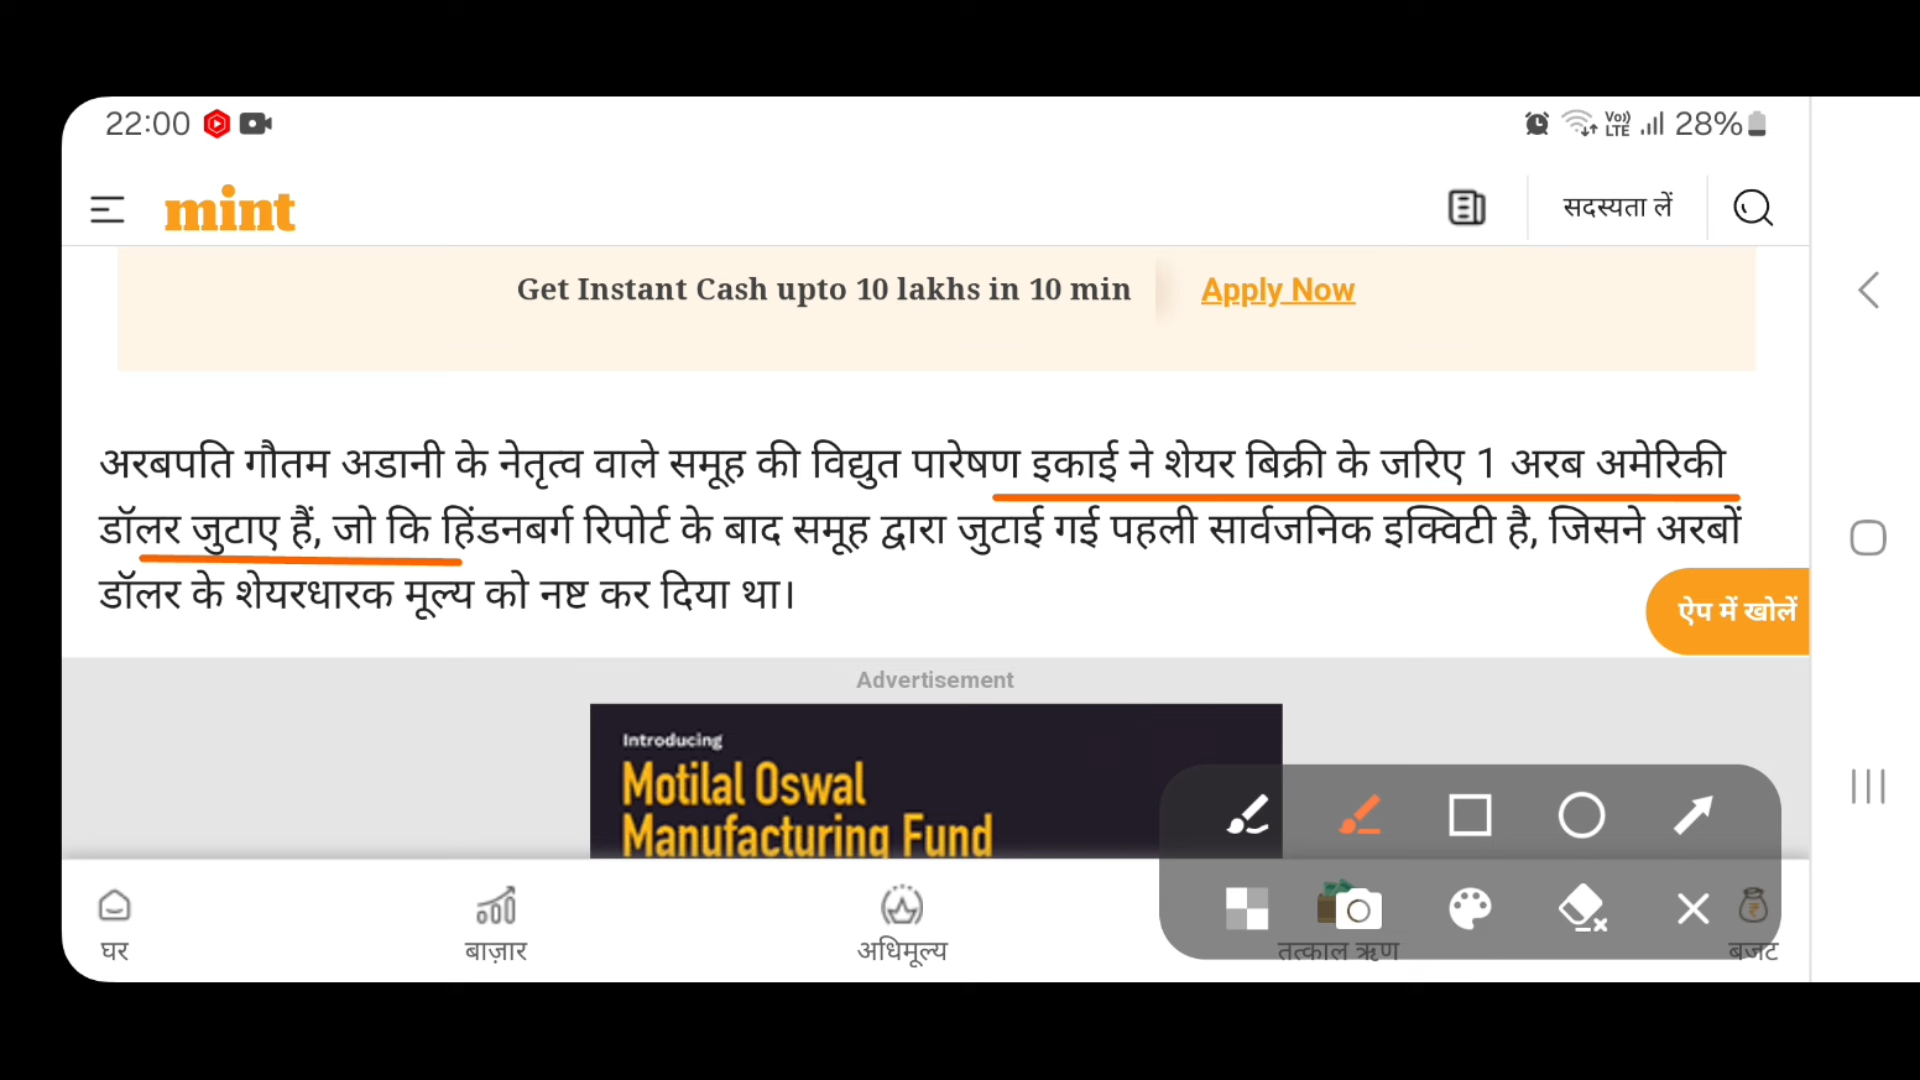 22:00
Vo)) LTE 28%
mint
सदस्यता लें
Get Instant Cash upto 10 lakhs in 10 min Apply Now
अरबपति गौतम अडानी के नेतृत्व वाले समूह की विद्युत पारेषण इकाई ने शेयर बिक्री के जरिए 1 अरब अमेरिकी
डॉलर जुटाए हैं, जो कि हिंडनबर्ग रिपोर्ट के बाद समूह द्वारा जुटाई गई पहली सार्वजनिक इक्विटी है, जिसने अरबों
डॉलर के शेयरधारक मूल्य को नष्ट कर दिया था।
ऐप में खोलें
Advertisement
Introducing
Motilal Oswal
Manufacturing Fund
घर बाज़ार अधिमूल्य तत्काल ऋण बजट